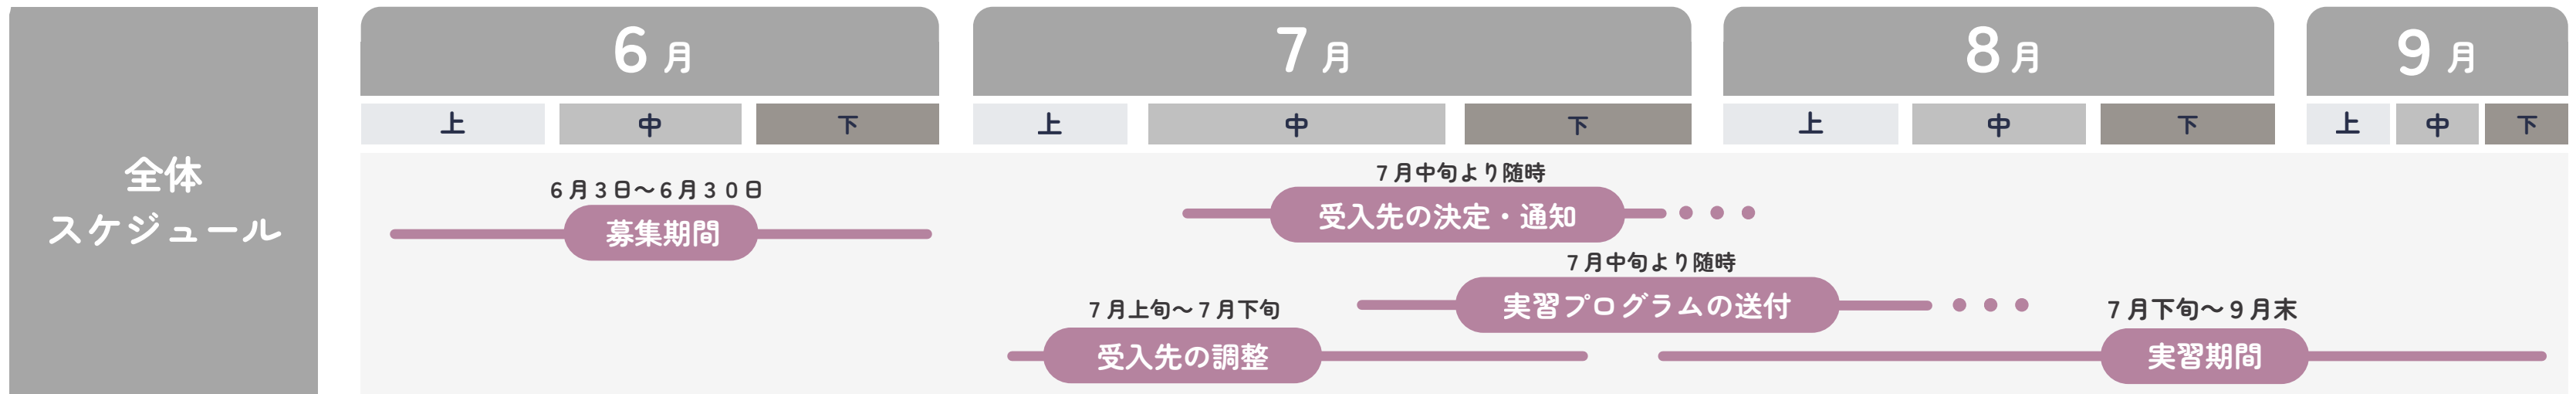 全体
スケジュール
６月
７月
８月
９月
上 中 下
上 中 下
上 中 下
上 中 下
６月３日～６月３０日
募集期間
７月中旬より随時
受入先の決定・通知
７月中旬より随時
実習プログラムの送付
７月上旬～７月下旬
受入先の調整
７月下旬～９月末
実習期間